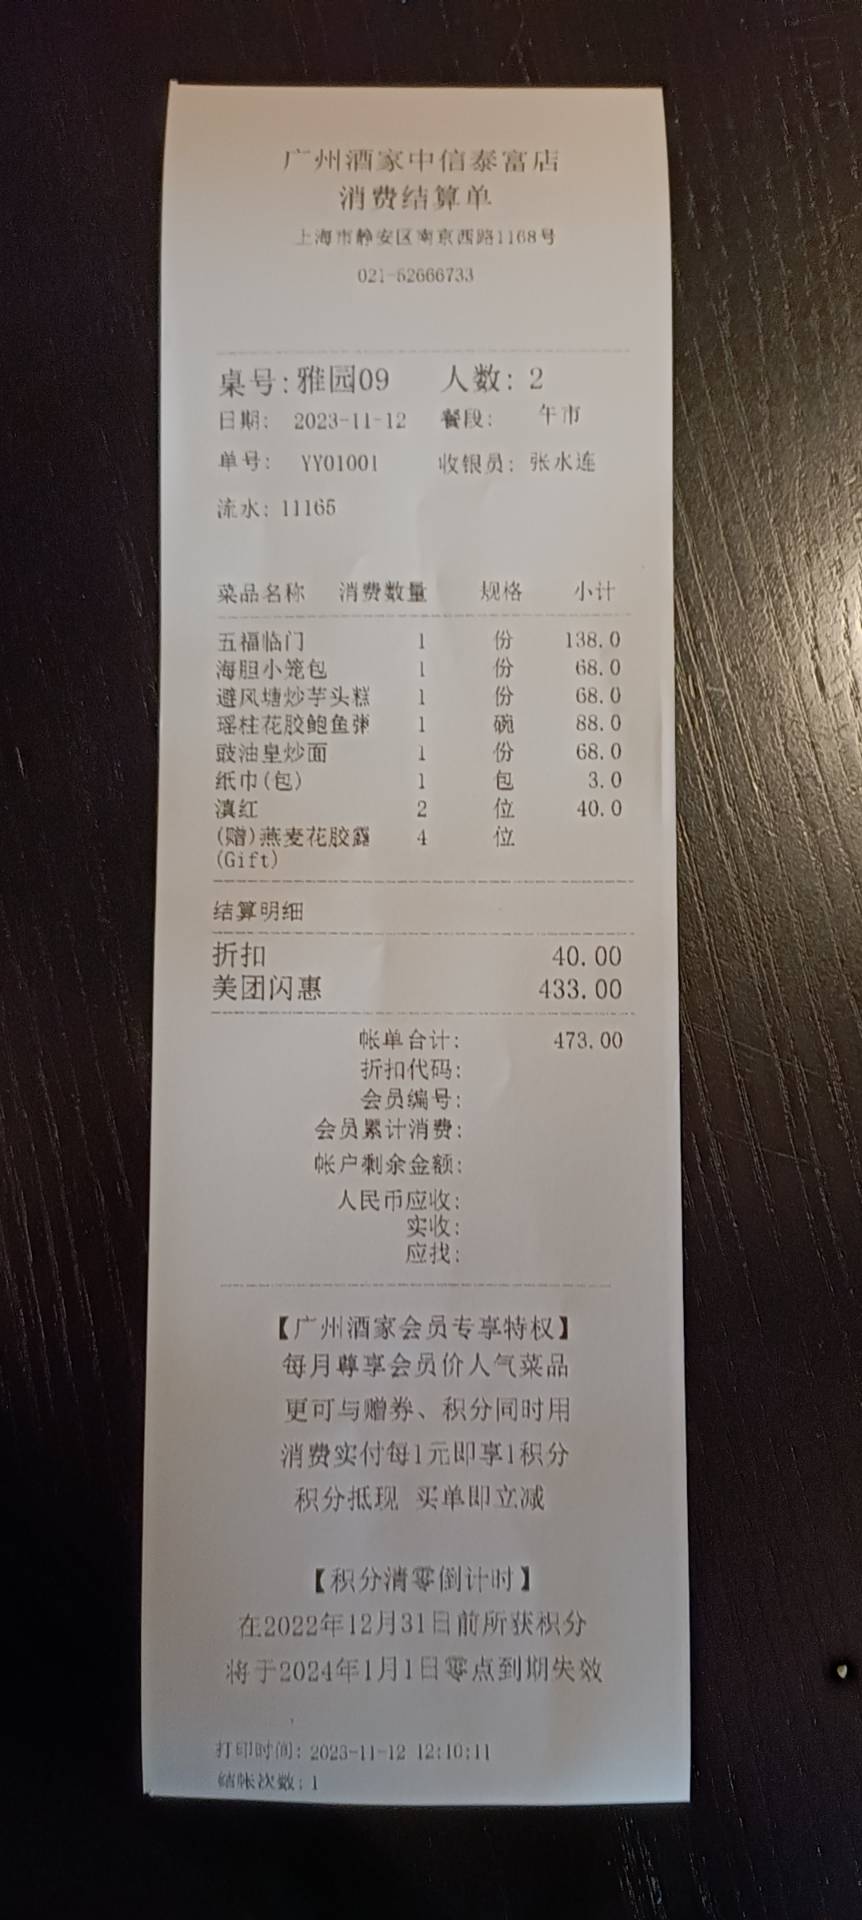 广州酒家中信泰富店
消费结算单
上海市静安区南京西路1168号
021-52666733
桌号:雅园09 人数: 2
日期: 2023-11-12 餐段: 午市
单号: YY01001 收银员: 张水连
流水: 11165
菜品名称 消费数量 规格 小计
五福临门 1 份 138.0
海胆小笼包 1 份 68.0
避风塘炒芋头糕 1 份 68.0
瑶柱花胶鲍鱼粥 1 碗 88.0
豉油皇炒面 1 份 68.0
纸巾(包) 1 包 3.0
滇红 2 位 40.0
(赠)燕麦花胶露 4 位
(Gift)
结算明细
折扣 40.00
美团闪惠 433.00
帐单合计: 473.00
折扣代码:
会员编号:
会员累计消费:
帐户剩余金额:
人民币应收:
实收:
应找:
【广州酒家会员专享特权】
每月尊享会员价人气菜品
更可与赠券、积分同时用
消费实付每1元即享1积分
积分抵现 买单即立减
【积分清零倒计时】
在2022年12月31日前所获积分
将于2024年1月1日零点到期失效
打印时间: 2023-11-12 12:10:11
结帐次数: 1